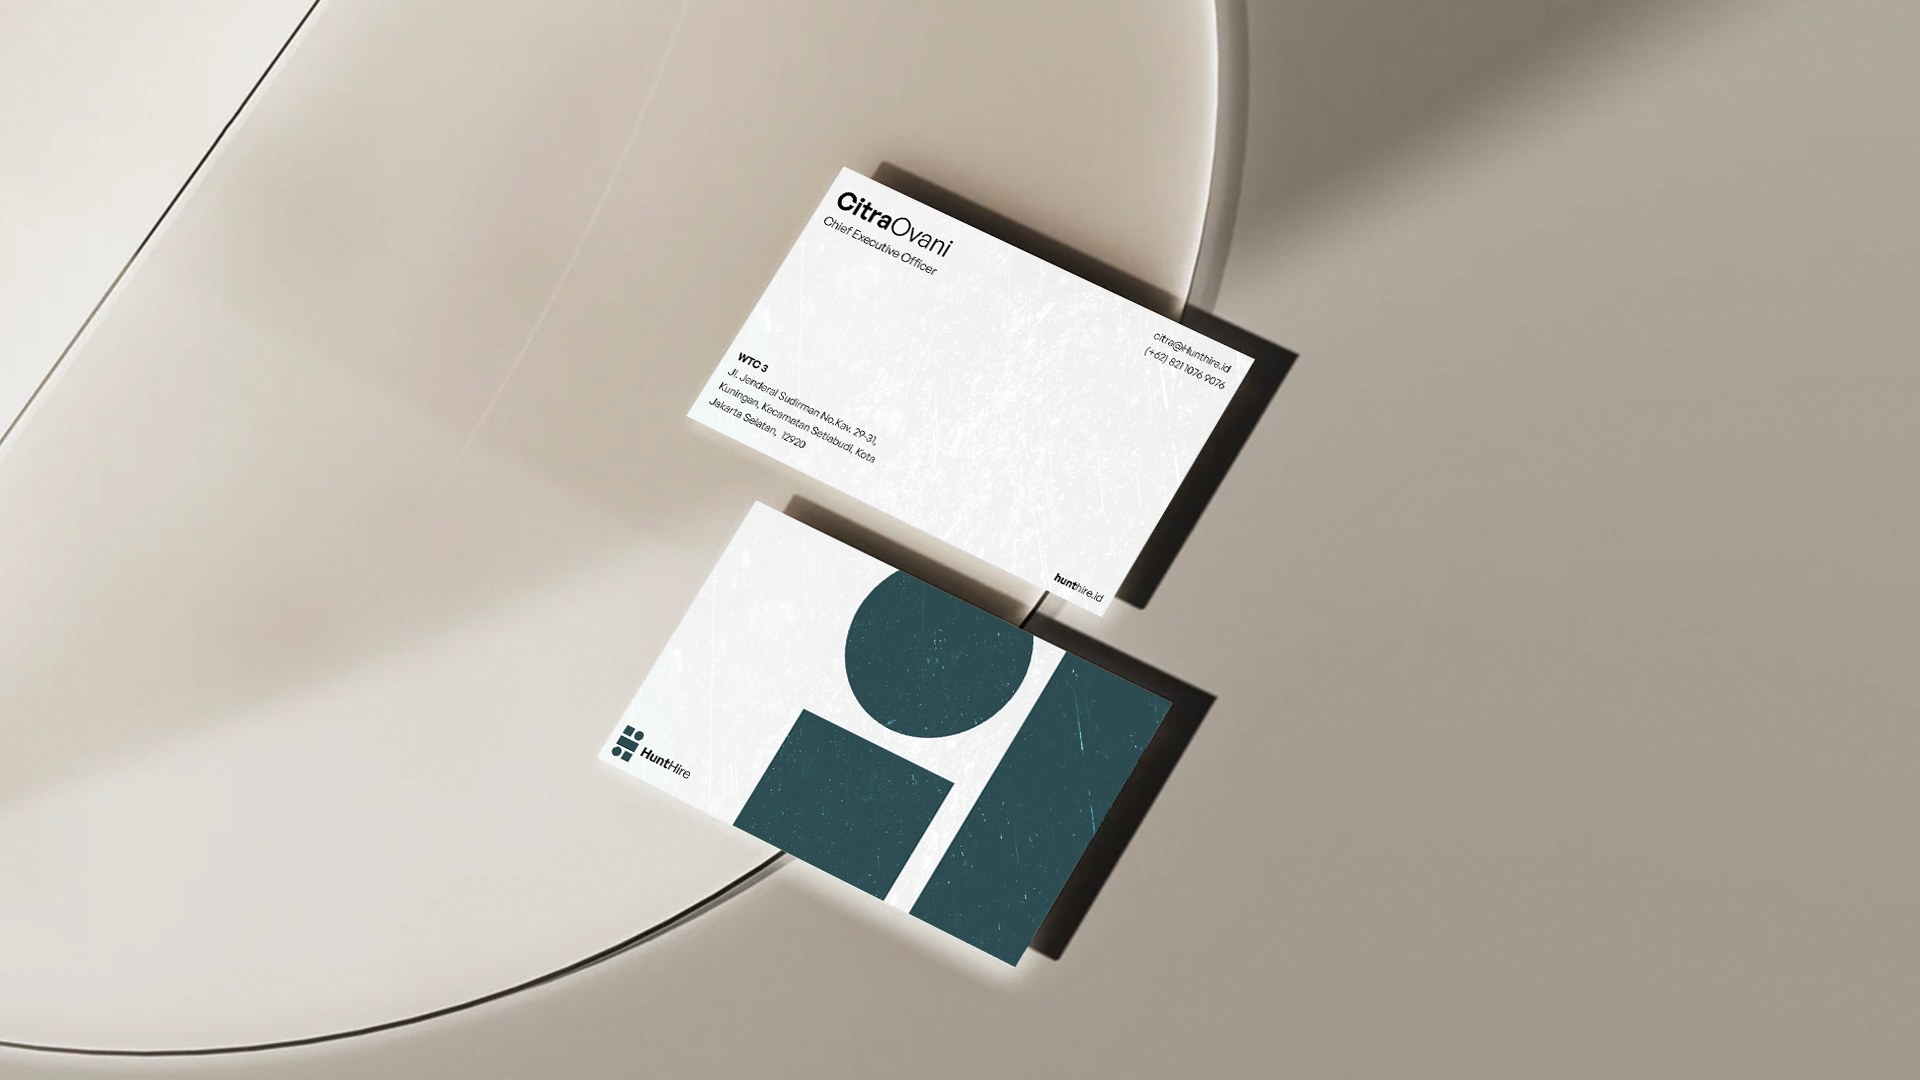 CitraOvani
Chief Executive Officer
citra@Hunthire.id
(+62) 821 1076 9076
WTC 3
Jl. Jenderal Sudirman No.Kav. 29-31,
Kuningan, Kecamatan Setiabudi, Kota
Jakarta Selatan, 12920
hunthire.id
HuntHire